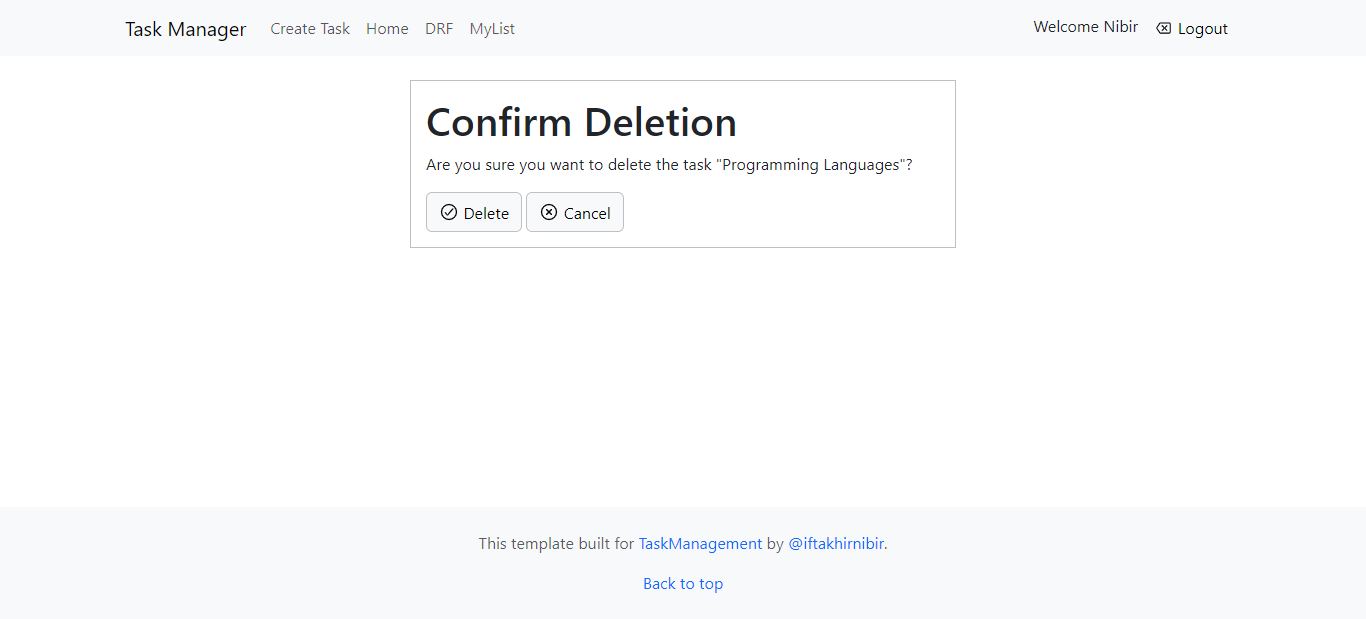 Task Manager Create Task Home DRF MyList Welcome Nibir Logout
Confirm Deletion
Are you sure you want to delete the task "Programming Languages"?
Delete Cancel
This template built for TaskManagement by @iftakhirnibir.
Back to top